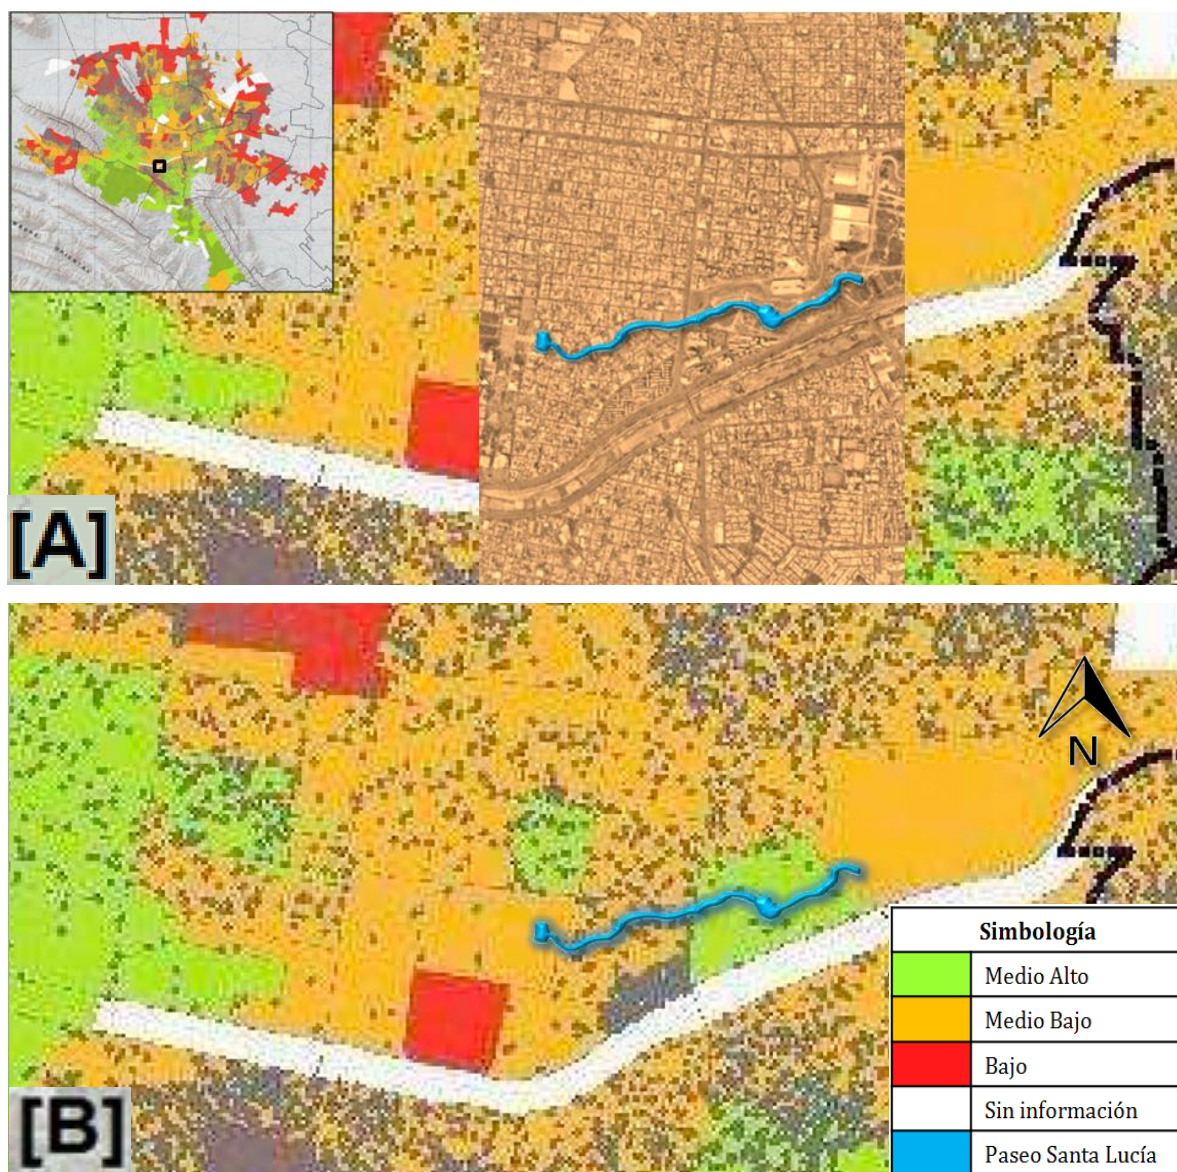 [A]
N
[B]
Simbología
Medio Alto
Medio Bajo
Bajo
Sin información
Paseo Santa Lucía